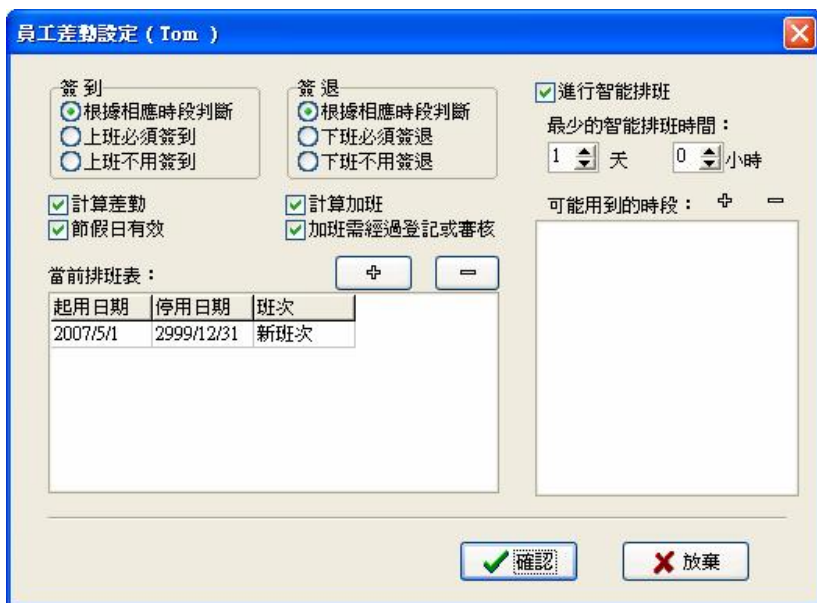 員工差勤設定 ( Tom )
簽 到
根據相應時段判斷
上班必須簽到
上班不用簽到
簽 退
根據相應時段判斷
下班必須簽退
下班不用簽退
進行智能排班
最少的智能排班時間：
1 天 0 小時
計算差勤
節假日有效
計算加班
加班需經過登記或審核
可能用到的時段：
當前排班表：
起用日期 停用日期 班次
2007/5/1 2999/12/31 新班次
確認
放棄